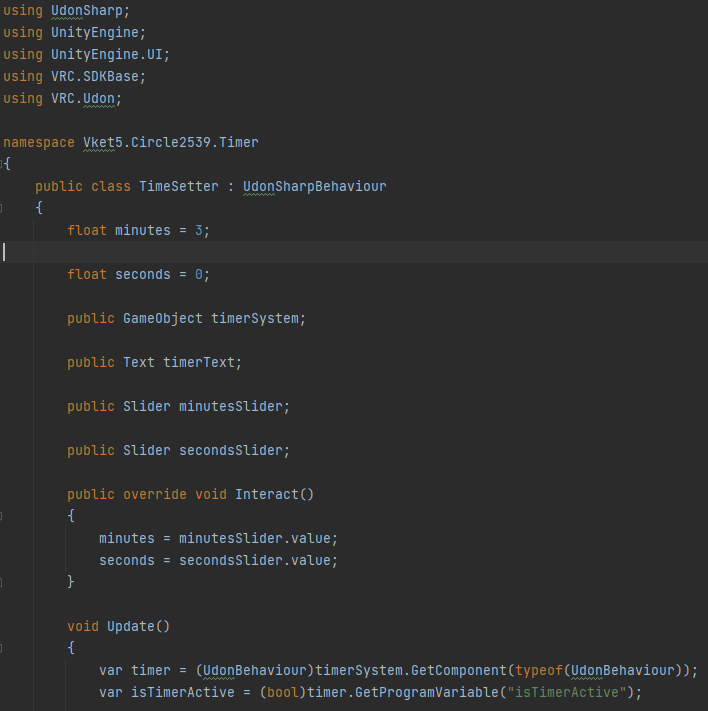 using UdonSharp;
using UnityEngine;
using UnityEngine.UI;
using VRC.SDKBase;
using VRC.Udon;
namespace Vket5.Circle2539.Timer
{
public class TimeSetter : UdonSharpBehaviour
{
float minutes = 3;
float seconds = 0;
public GameObject timerSystem;
public Text timerText;
public Slider minutesSlider;
public Slider secondsSlider;
public override void Interact()
{
minutes = minutesSlider.value;
seconds = secondsSlider.value;
}
void Update()
{
var timer = (UdonBehaviour)timerSystem.GetComponent(typeof(UdonBehaviour));
var isTimerActive = (bool)timer.GetProgramVariable("isTimerActive");